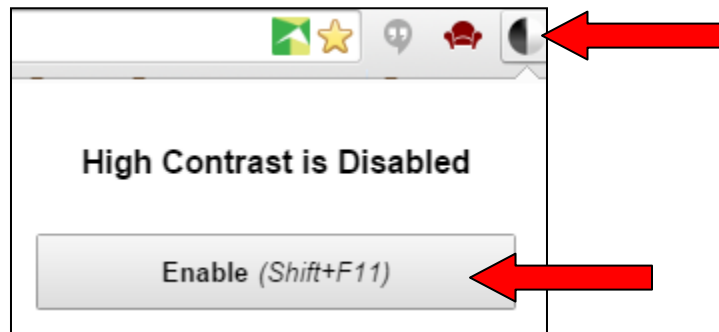 High Contrast is Disabled
Enable (Shift+F11)